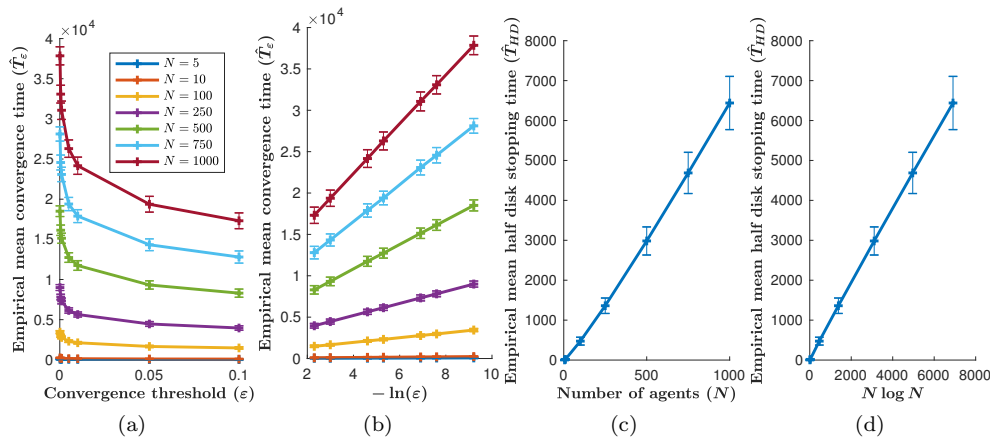 ×10⁴
4
3.5
3
2.5
2
1.5
1
0.5
0
0
0.05
0.1
Empirical mean convergence time (T̂_ε)
Convergence threshold (ε)
N = 5
N = 10
N = 100
N = 250
N = 500
N = 750
N = 1000
(a)
×10⁴
4
3.5
3
2.5
2
1.5
1
0.5
0
2
4
6
8
10
Empirical mean convergence time (T̂_ε)
− ln(ε)
(b)
8000
7000
6000
5000
4000
3000
2000
1000
0
0
500
1000
Empirical mean half disk stopping time (T̂_HD)
Number of agents (N)
(c)
8000
7000
6000
5000
4000
3000
2000
1000
0
0
2000
4000
6000
8000
Empirical mean half disk stopping time (T̂_HD)
N log N
(d)